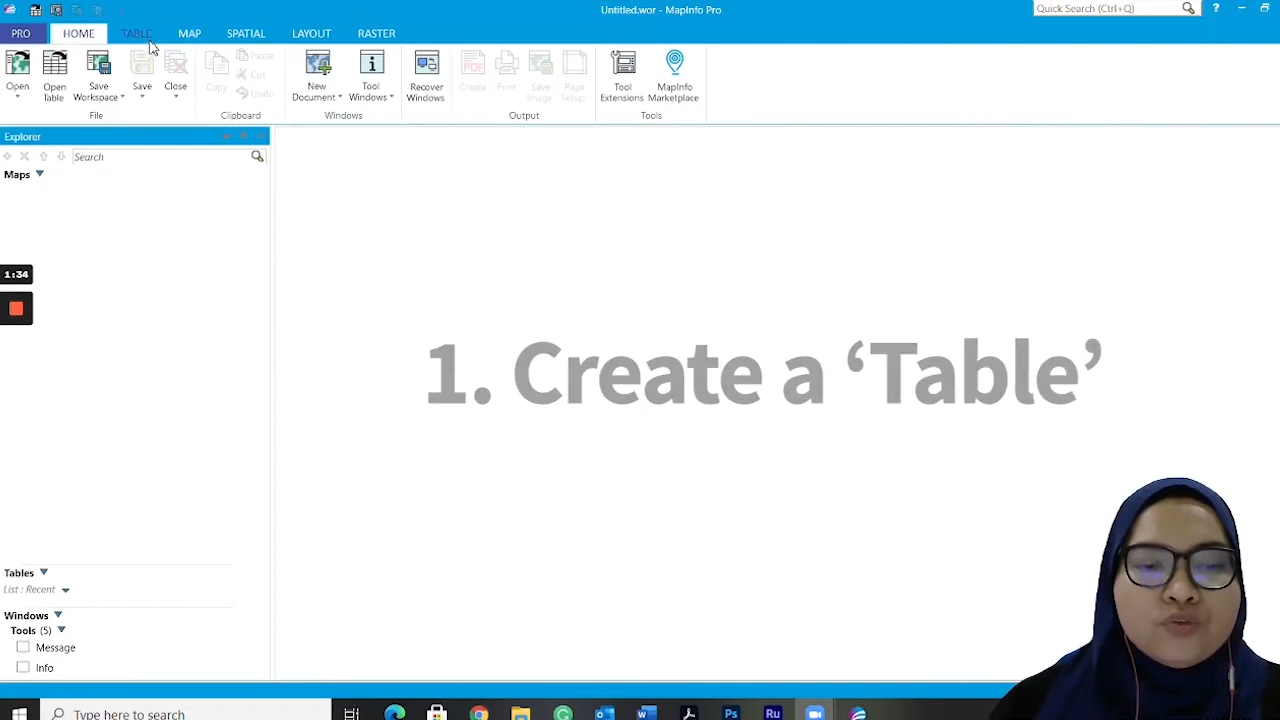 Untitled.wor - MapInfo Pro
Quick Search (Ctrl+Q)
?
PRO HOME TABLE MAP SPATIAL LAYOUT RASTER
Open
Open Table
Save Workspace
Save
Close
File
Copy
Paste
Cut
Undo
Clipboard
New Document
Tool Windows
Windows
Recover Windows
Create
Print
Save Image
Page Setup
Output
Tool Extensions
MapInfo Marketplace
Tools
Explorer
Search
Maps
1:34
1. Create a ‘Table’
Tables
List : Recent
Windows
Tools (5)
Message
Info
Type here to search